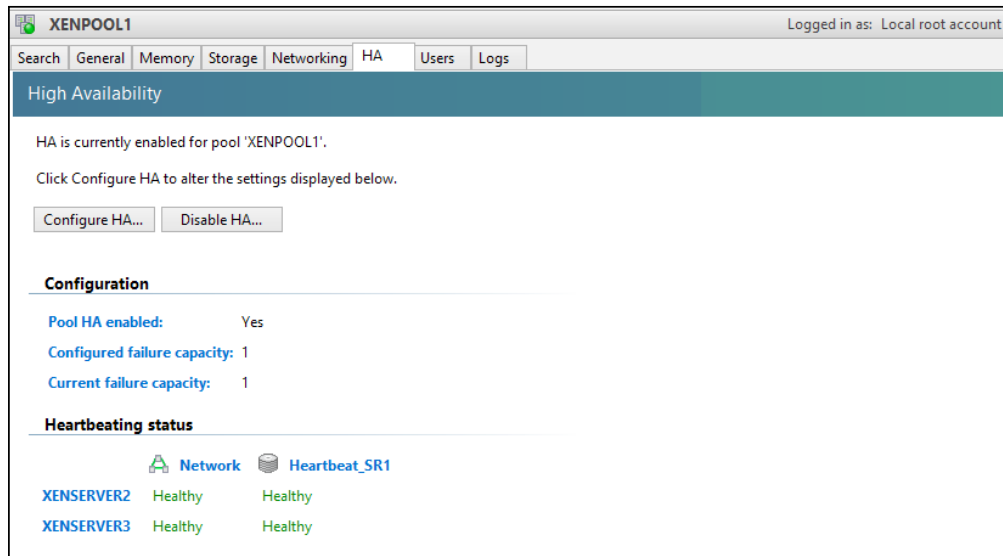 XENPOOL1 Logged in as: Local root account
Search General Memory Storage Networking HA Users Logs
High Availability
HA is currently enabled for pool 'XENPOOL1'.
Click Configure HA to alter the settings displayed below.
Configure HA... Disable HA...
Configuration
Pool HA enabled: Yes
Configured failure capacity: 1
Current failure capacity: 1
Heartbeating status
Network Heartbeat_SR1
XENSERVER2 Healthy Healthy
XENSERVER3 Healthy Healthy